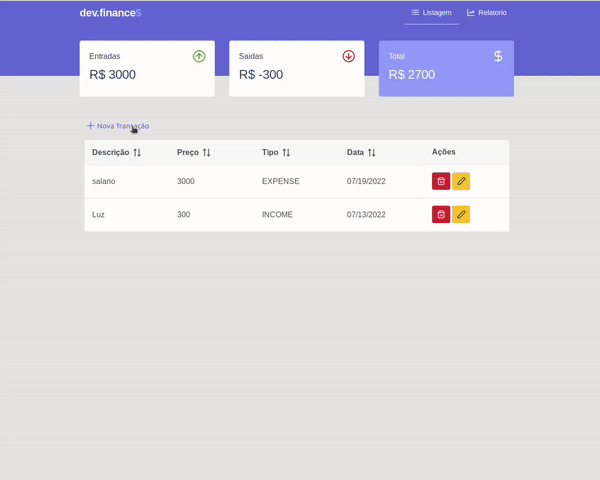 dev.finance$
Listagem Relatorio
Entradas
R$ 3000
Saidas
R$ -300
Total
R$ 2700
Nova Transação
Descrição Preço Tipo Data Ações
salario 3000 EXPENSE 07/19/2022
Luz 300 INCOME 07/13/2022